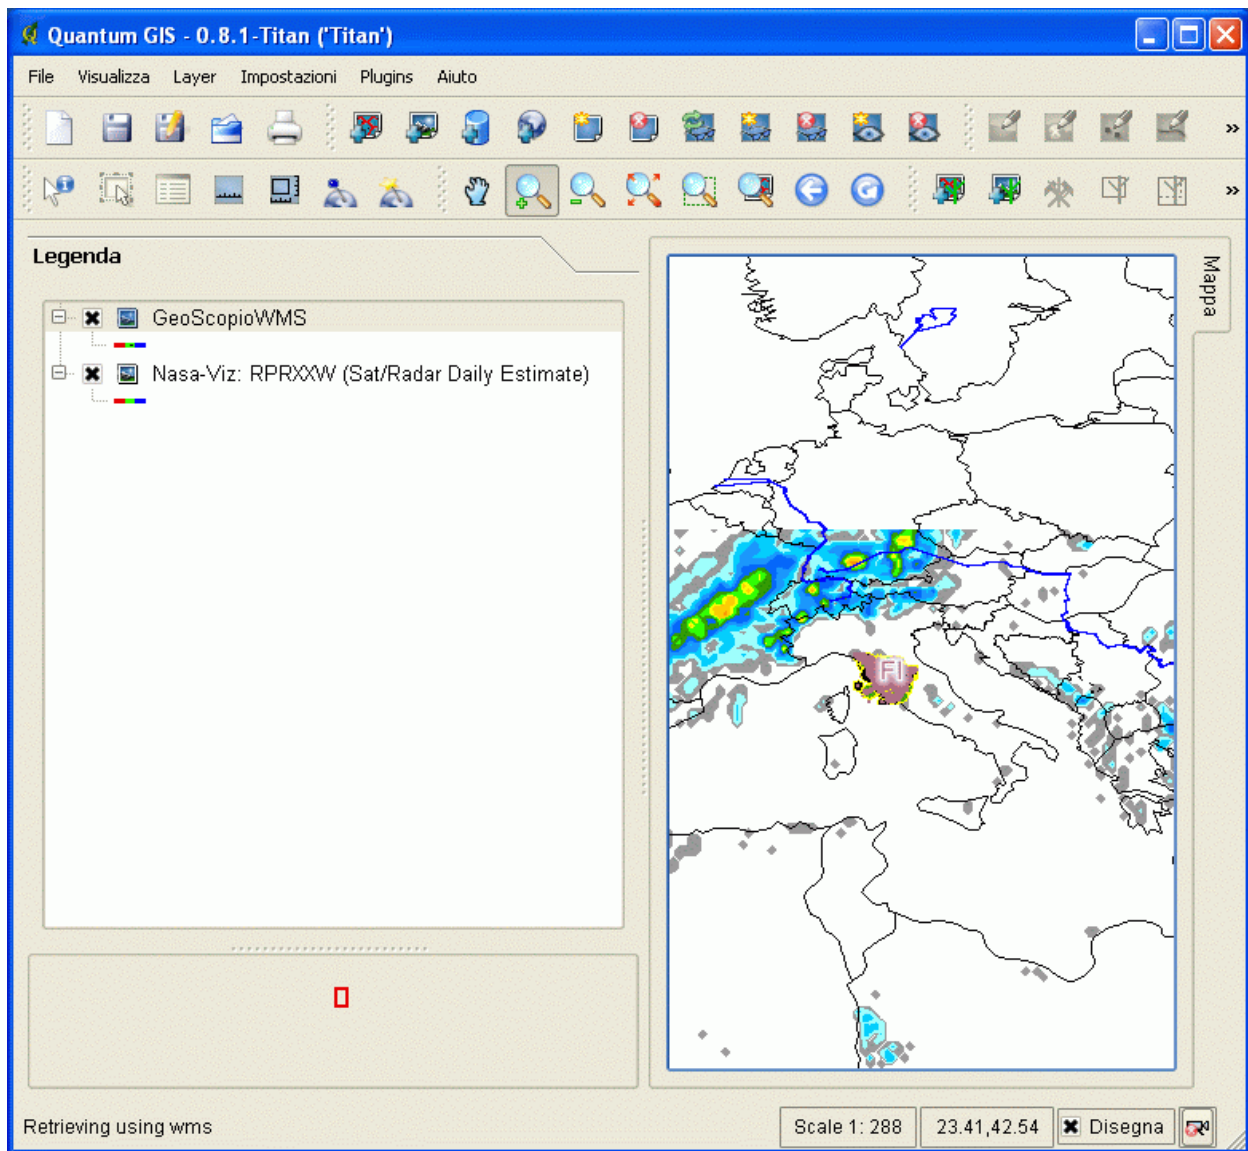 Quantum GIS - 0.8.1-Titan ('Titan')
File Visualizza Layer Impostazioni Plugins Aiuto
»
»
Legenda
GeoScopioWMS
Nasa-Viz: RPRXXW (Sat/Radar Daily Estimate)
Mappa
FI
Retrieving using wms
Scale 1: 288
23.41,42.54
Disegna